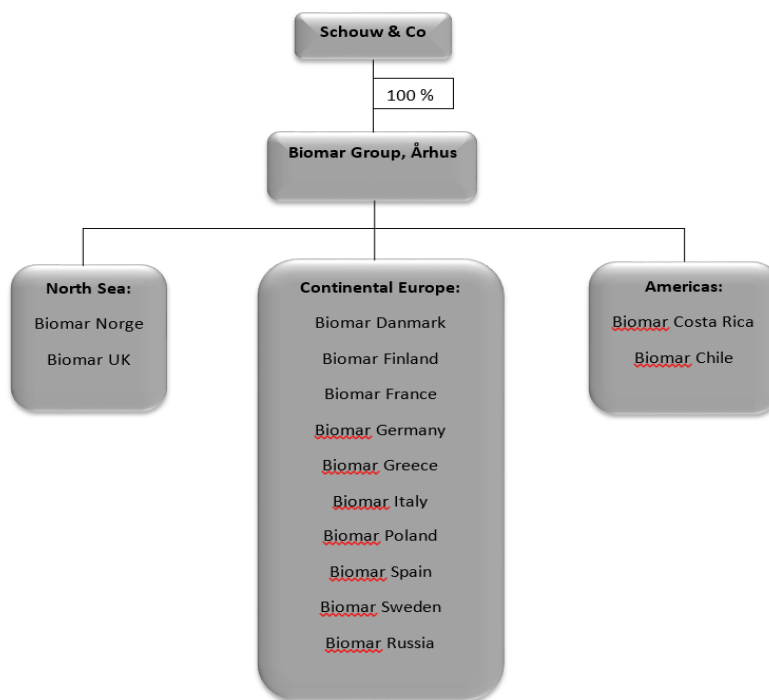 Schouw & Co
100 %
Biomar Group, Århus
North Sea:
Biomar Norge
Biomar UK
Continental Europe:
Biomar Danmark
Biomar Finland
Biomar France
Biomar Germany
Biomar Greece
Biomar Italy
Biomar Poland
Biomar Spain
Biomar Sweden
Biomar Russia
Americas:
Biomar Costa Rica
Biomar Chile